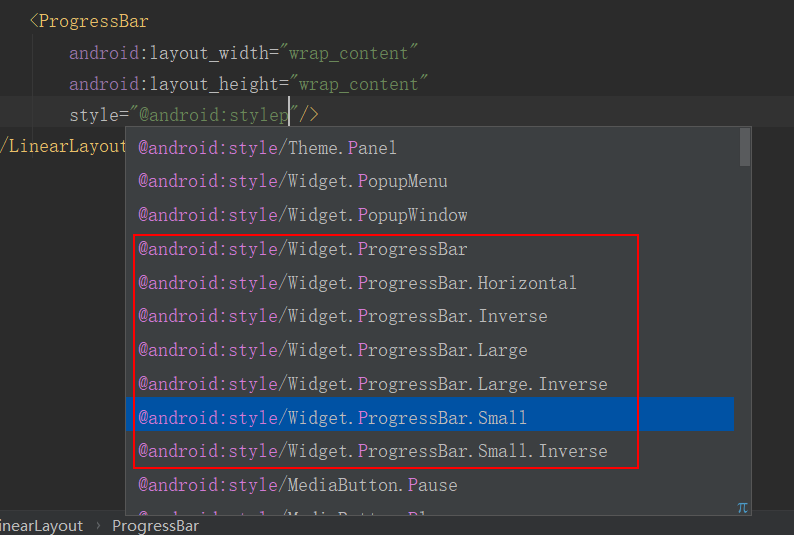 <ProgressBar
android:layout_width="wrap_content"
android:layout_height="wrap_content"
style="@android:stylep"/>
/LinearLayout
@android:style/Theme.Panel
@android:style/Widget.PopupMenu
@android:style/Widget.PopupWindow
@android:style/Widget.ProgressBar
@android:style/Widget.ProgressBar.Horizontal
@android:style/Widget.ProgressBar.Inverse
@android:style/Widget.ProgressBar.Large
@android:style/Widget.ProgressBar.Large.Inverse
@android:style/Widget.ProgressBar.Small
@android:style/Widget.ProgressBar.Small.Inverse
@android:style/MediaButton.Pause
π
inearLayout › ProgressBar